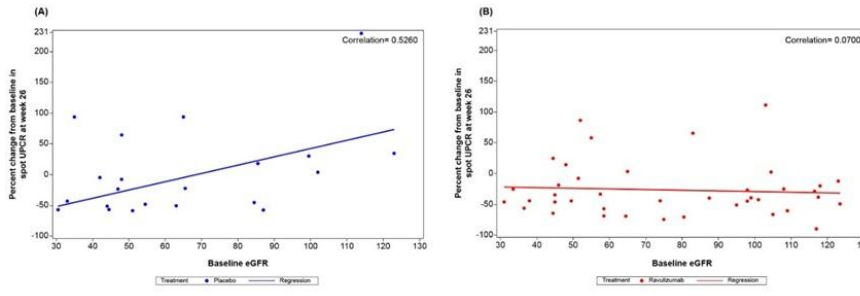 (A)
Correlation= 0.5260
Percent change from baseline in
spot UPCR at week 26
231
200
150
100
50
0
-50
-100
30 40 50 60 70 80 90 100 110 120 130
Baseline eGFR
Treatment Placebo Regression
(B)
Correlation= 0.0700
Percent change from baseline in
spot UPCR at week 26
231
200
150
100
50
0
-50
-100
30 40 50 60 70 80 90 100 110 120
Baseline eGFR
Treatment Ravulizumab Regression